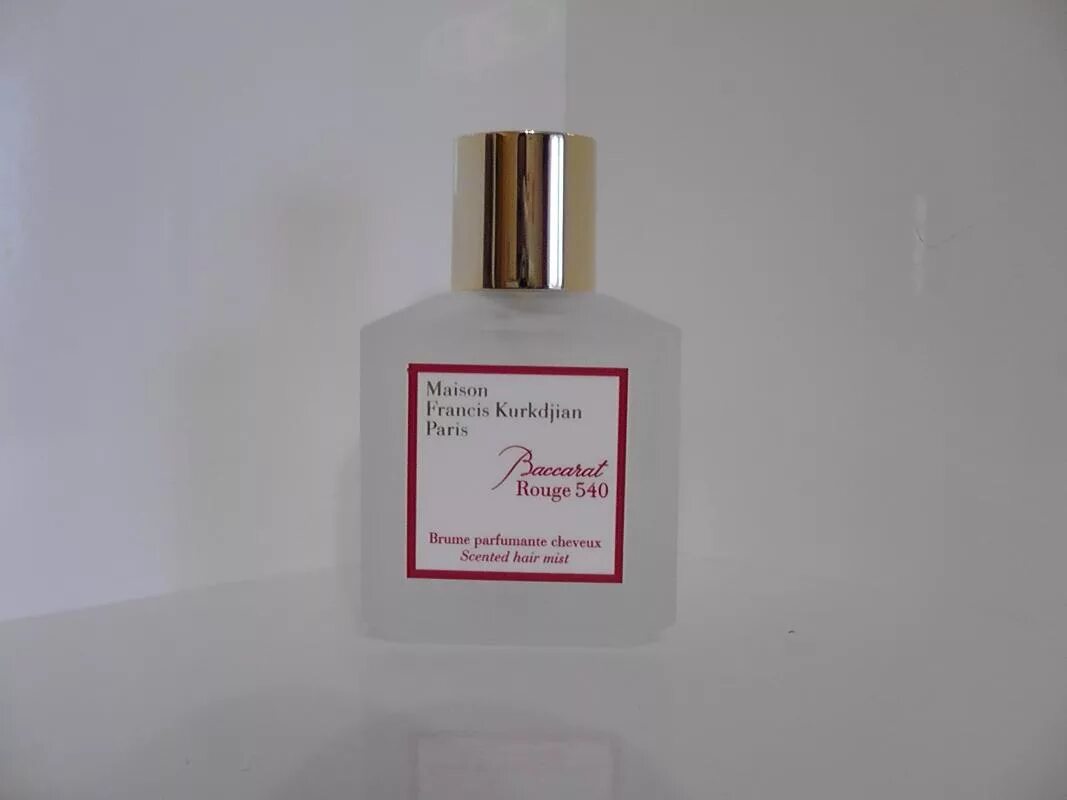 Maison
Francis Kurkdjian
Paris
Baccarat
Rouge 540
Brume parfumante cheveux
Scented hair mist